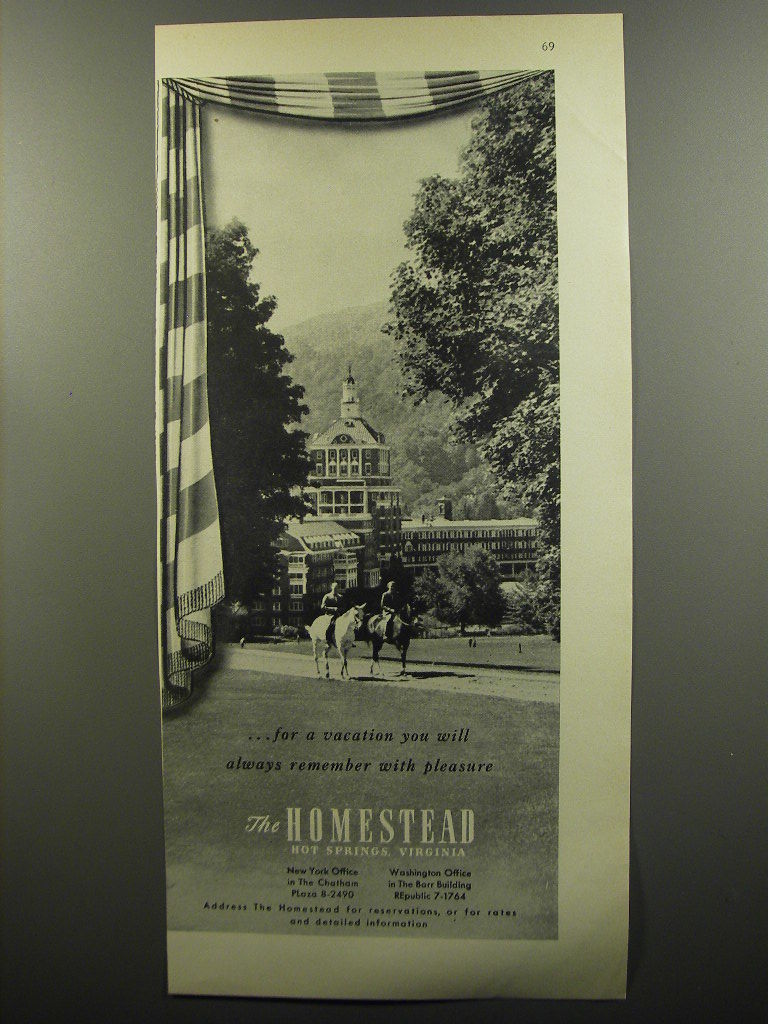 69
...for a vacation you will
always remember with pleasure
The HOMESTEAD
HOT SPRINGS, VIRGINIA
New York Office
in The Chatham
PLaza 8-2490
Washington Office
in The Barr Building
REpublic 7-1764
Address The Homestead for reservations, or for rates
and detailed information